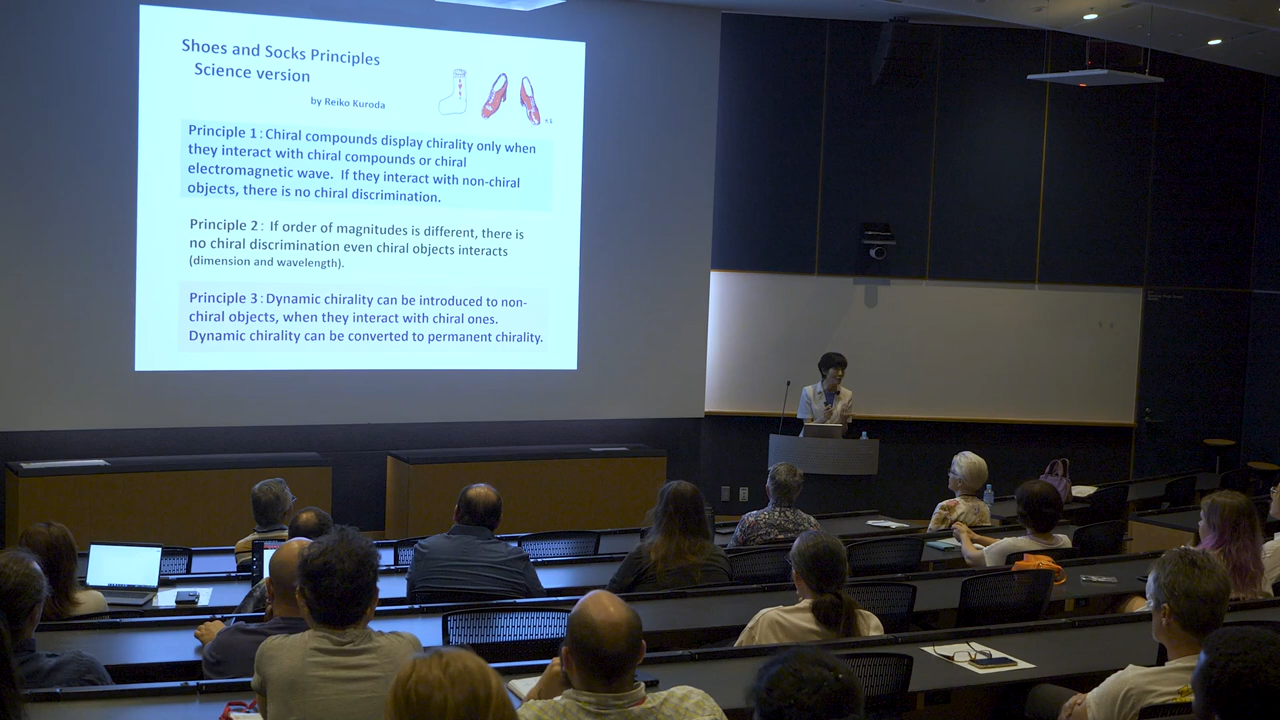 Shoes and Socks Principles
Science version
by Reiko Kuroda
Principle 1 : Chiral compounds display chirality only when
they interact with chiral compounds or chiral
electromagnetic wave. If they interact with non-chiral
objects, there is no chiral discrimination.
Principle 2 : If order of magnitudes is different, there is
no chiral discrimination even chiral objects interacts
(dimension and wavelength).
Principle 3 : Dynamic chirality can be introduced to non-
chiral objects, when they interact with chiral ones.
Dynamic chirality can be converted to permanent chirality.